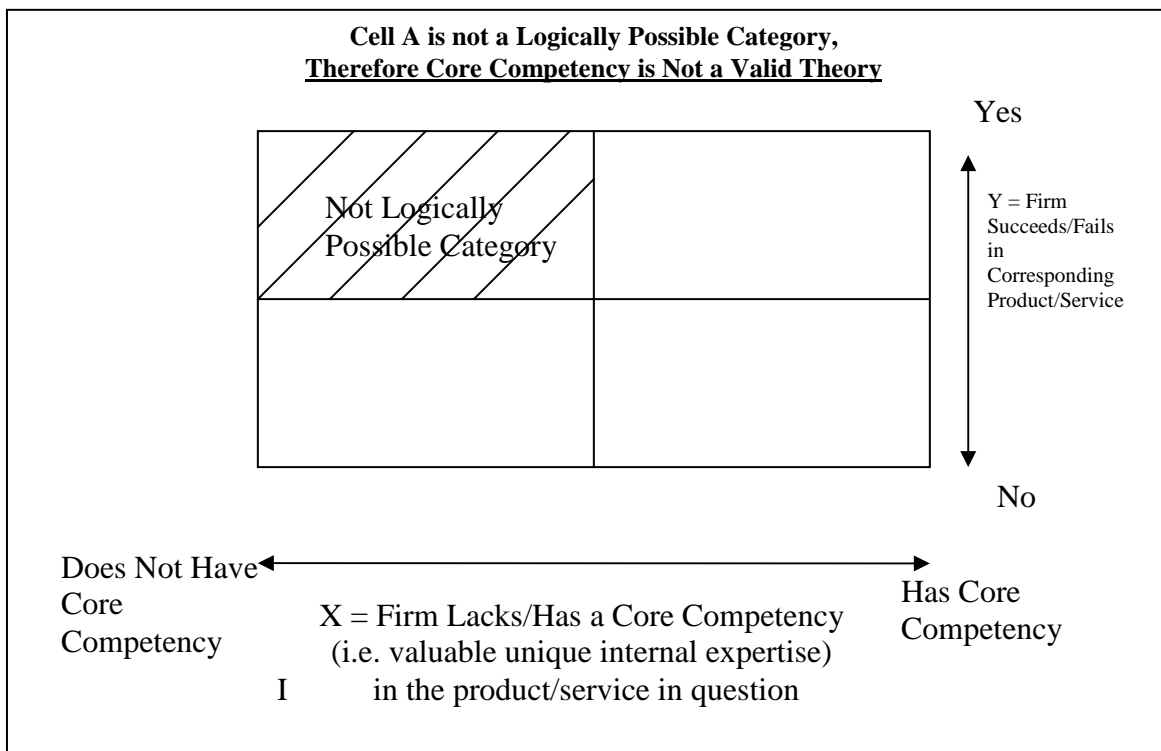 Cell A is not a Logically Possible Category,
Therefore Core Competency is Not a Valid Theory
Yes
Not Logically
Possible Category
Y = Firm
Succeeds/Fails
in
Corresponding
Product/Service
No
Does Not Have
Core
Competency
X = Firm Lacks/Has a Core Competency
(i.e. valuable unique internal expertise)
I in the product/service in question
Has Core
Competency